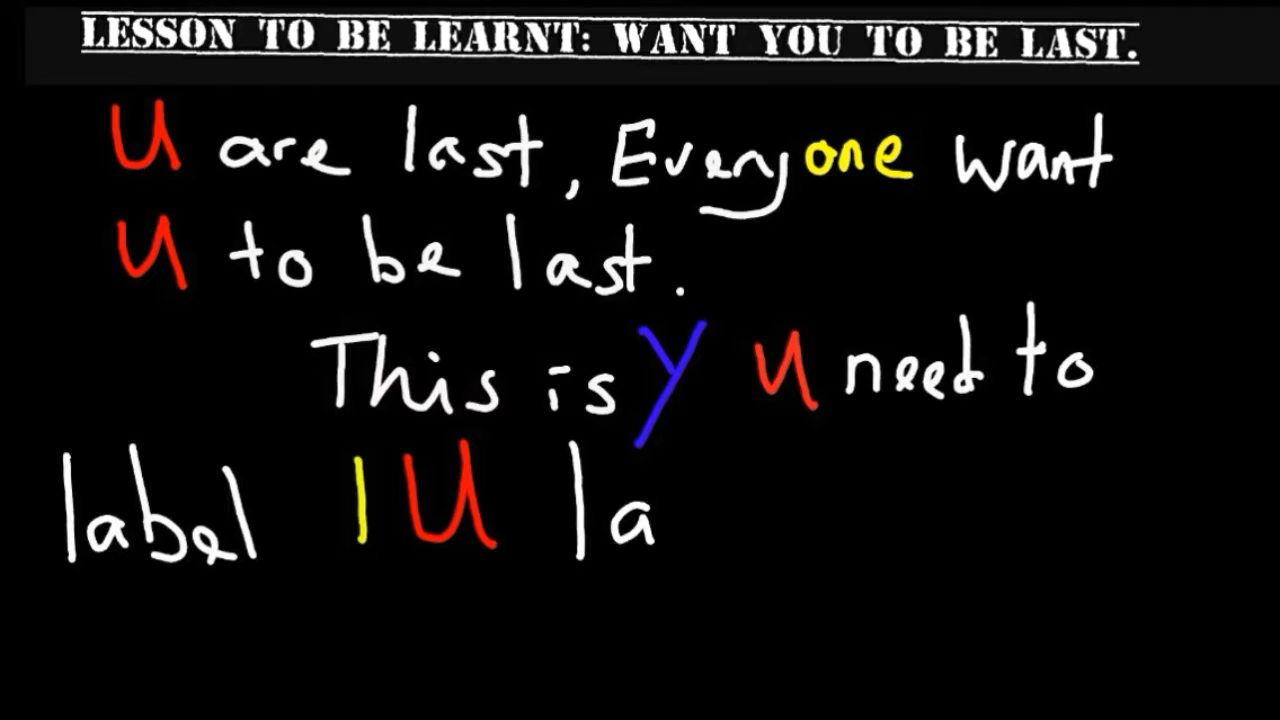 LESSON TO BE LEARNT: WANT YOU TO BE LAST.
U are last, Everyone want
U to be last.
This is y u need to
label 1 U la